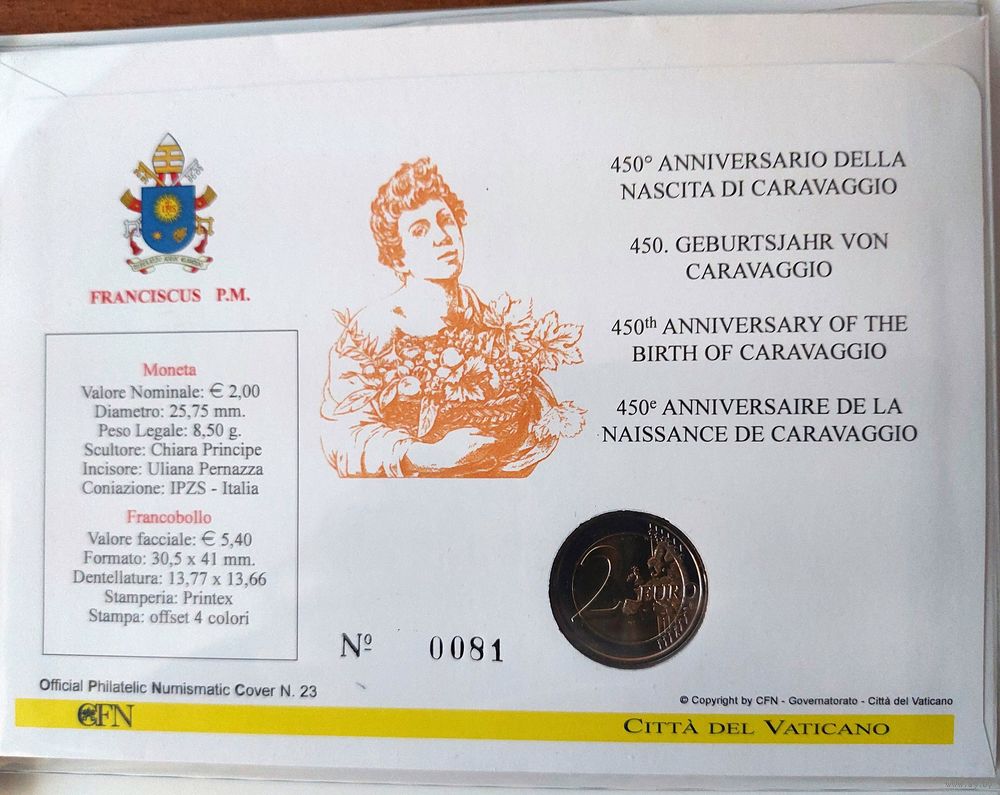 FRANCISCUS P.M.
Moneta
Valore Nominale: € 2,00
Diametro: 25,75 mm.
Peso Legale: 8,50 g.
Scultore: Chiara Principe
Incisore: Uliana Pernazza
Coniazione: IPZS - Italia
Francobollo
Valore facciale: € 5,40
Formato: 30,5 x 41 mm.
Dentellatura: 13,77 x 13,66
Stamperia: Printex
Stampa: offset 4 colori
450° ANNIVERSARIO DELLA
NASCITA DI CARAVAGGIO
450. GEBURTSJAHR VON
CARAVAGGIO
450th ANNIVERSARY OF THE
BIRTH OF CARAVAGGIO
450e ANNIVERSAIRE DE LA
NAISSANCE DE CARAVAGGIO
2 EURO
Nº 0081
Official Philatelic Numismatic Cover N. 23
© Copyright by CFN - Governatorato - Città del Vaticano
CFN
CITTÀ DEL VATICANO